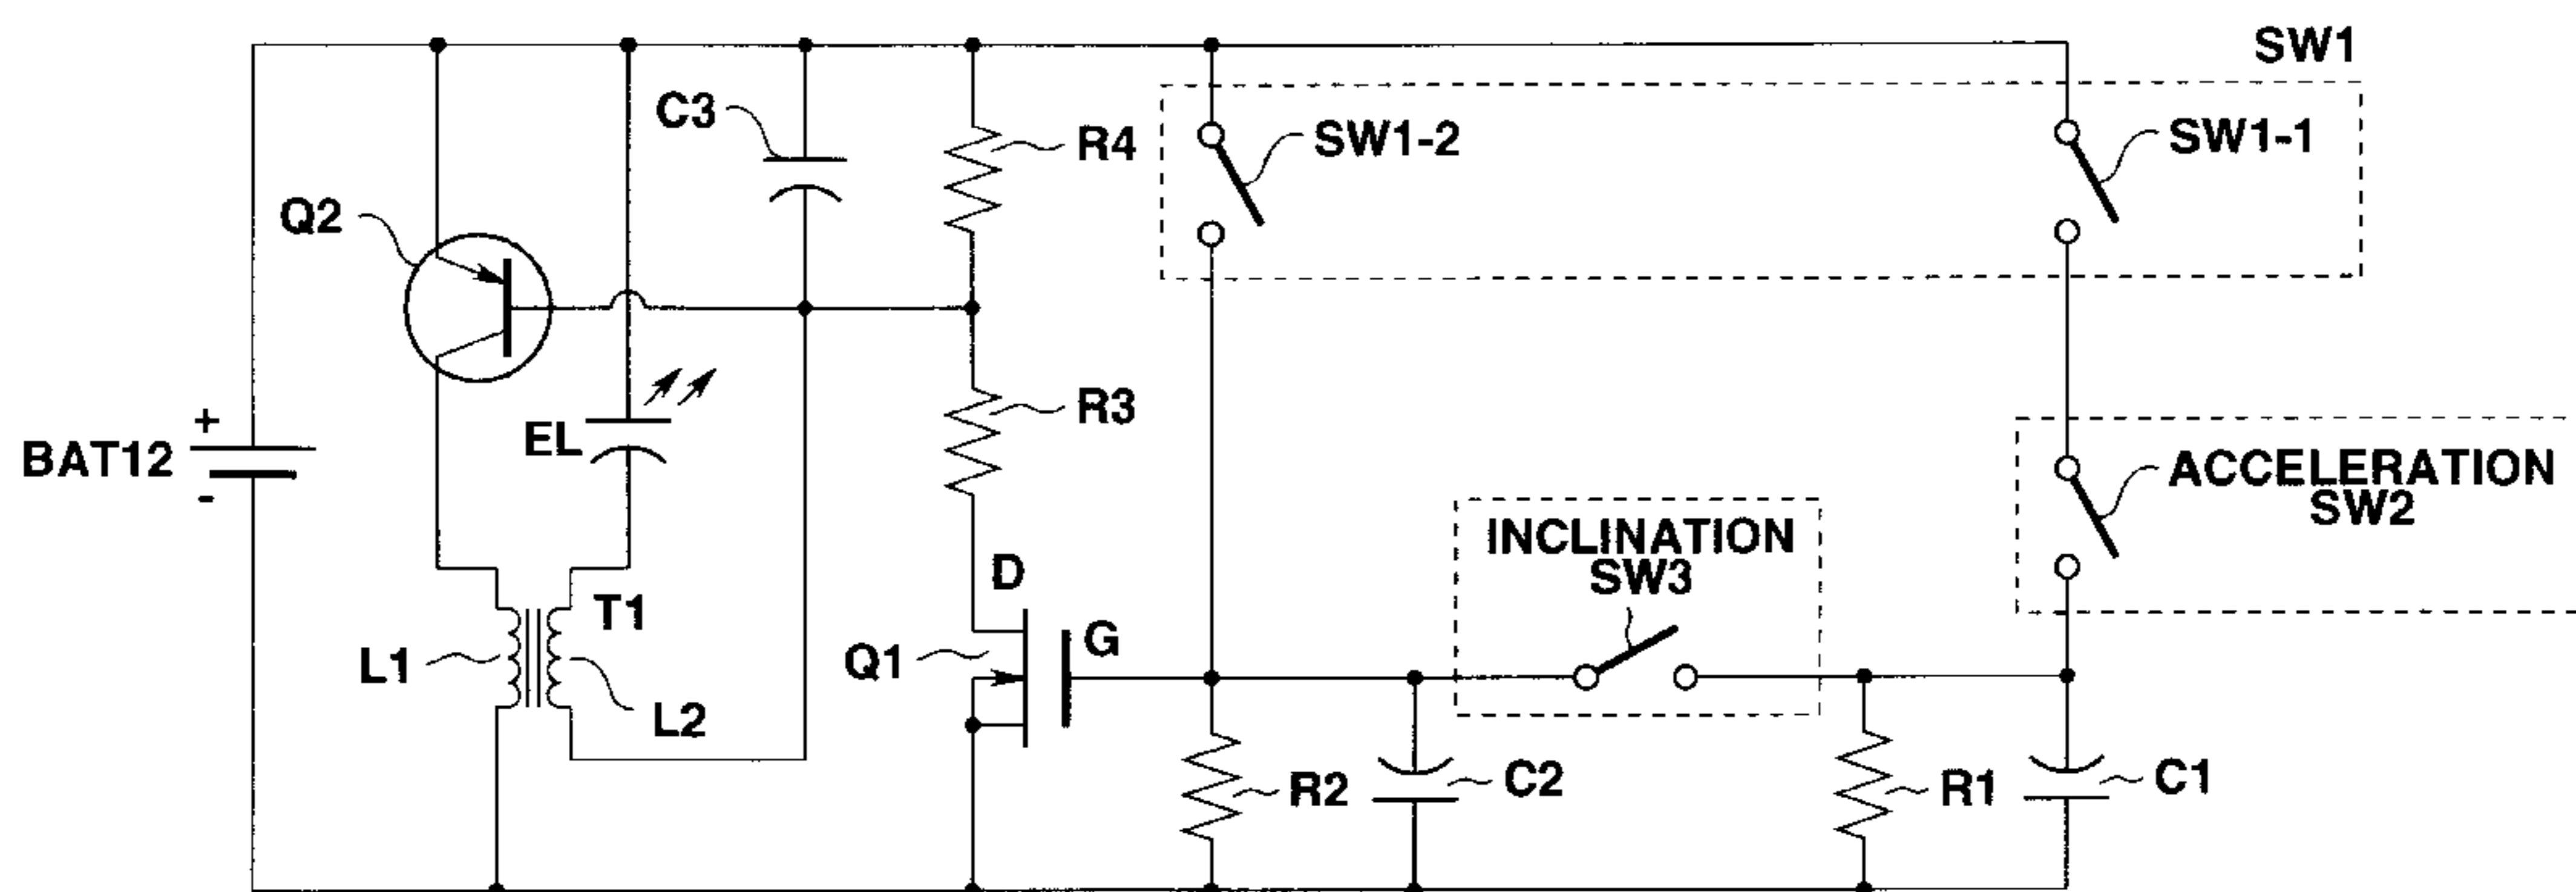 SW1
C3
R4
SW1-2
SW1-1
Q2
R3
+
BAT12
-
EL
ACCELERATION
SW2
INCLINATION
SW3
D
T1
G
L1
Q1
L2
R2
C2
R1
C1